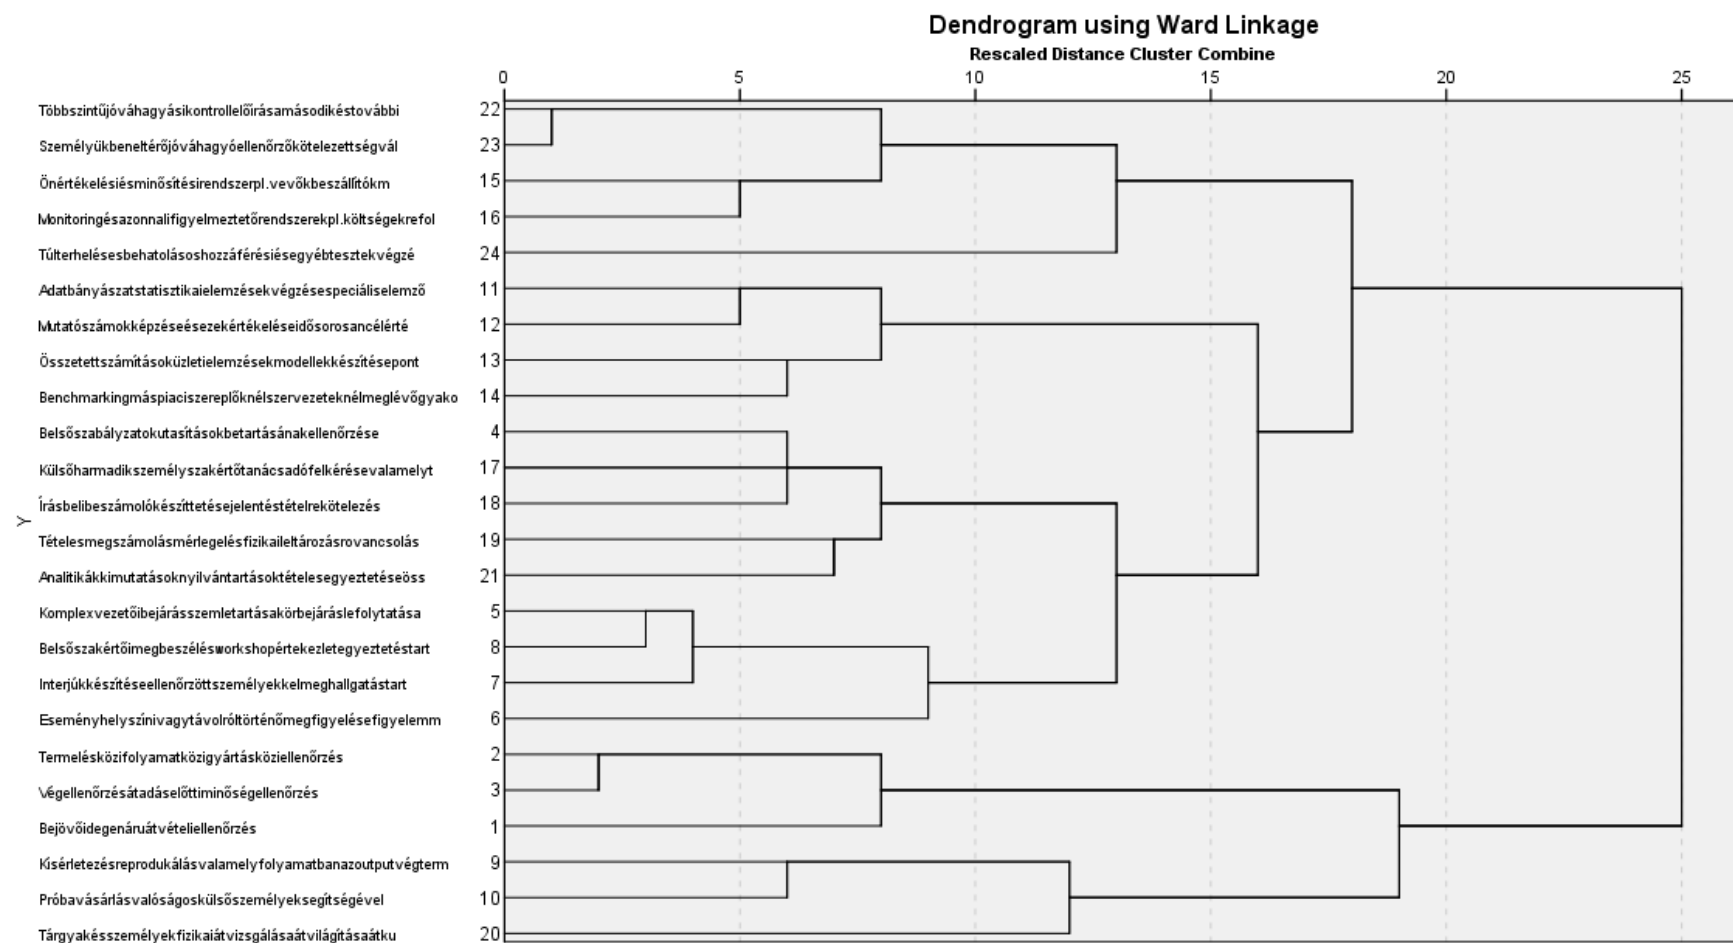 Dendrogram using Ward Linkage
Rescaled Distance Cluster Combine
0 5 10 15 20 25
Többszintűjóváhagyásikontrollelőírásamásodikéstovábbi 22
Személyükbeneltérőjóváhagyóellenőrzőkötelezettségvál 23
Önértékelésiésminősítésirendszerpl.vevőkbeszállítókm 15
Monitoringésazonnalifigyelmeztetőrendszerekpl.költségekrefol 16
Túlterhelésesbehatolásoshozzáférésiésegyébtesztekvégzé 24
Adatbányászatstatisztikaielemzésekvégzésespeciáliselemző 11
Mutatószámokképzéseésezekértékeléseidősorosancélérté 12
Összetettszámításoküzletielemzésekmodellekkészítésepont 13
Benchmarkingmáspiaciszereplőknélszervezeteknélmeglévőgyako 14
Belsőszabályzatokutasításokbetartásánakellenőrzése 4
Külsőharmadikszemélyszakértőtanácsadófelkérésevalamelyt 17
Írásbelibeszámolókészíttetésejelentéstételrekötelezés 18
Tételesmegszámolásmérlegelésfizikaileltározásrovancsolás 19
Analitikákkimutatásoknyilvántartásoktételesegyeztetéseöss 21
Komplexvezetőibejárásszemletartásakörbejáráslefolytatása 5
Belsőszakértőimegbeszélésworkshopértekezletegyeztetéstart 8
Interjúkkészítéseellenőrzöttszemélyekkelmeghallgatástart 7
Eseményhelyszínivagytávolróltörténőmegfigyelésefigyelemm 6
Termelésközifolyamatközigyártásköziellenőrzés 2
Végellenőrzésátadáselőttiminőségellenőrzés 3
Bejövőidegenáruátvételiellenőrzés 1
Kísérletezésreprodukálásvalamelyfolyamatbanazoutputvégterm 9
Próbavásárlásvalóságoskülsőszemélyeksegítségével 10
Tárgyakésszemélyekfizikaiátvizsgálásaátvilágításaátku 20
Y